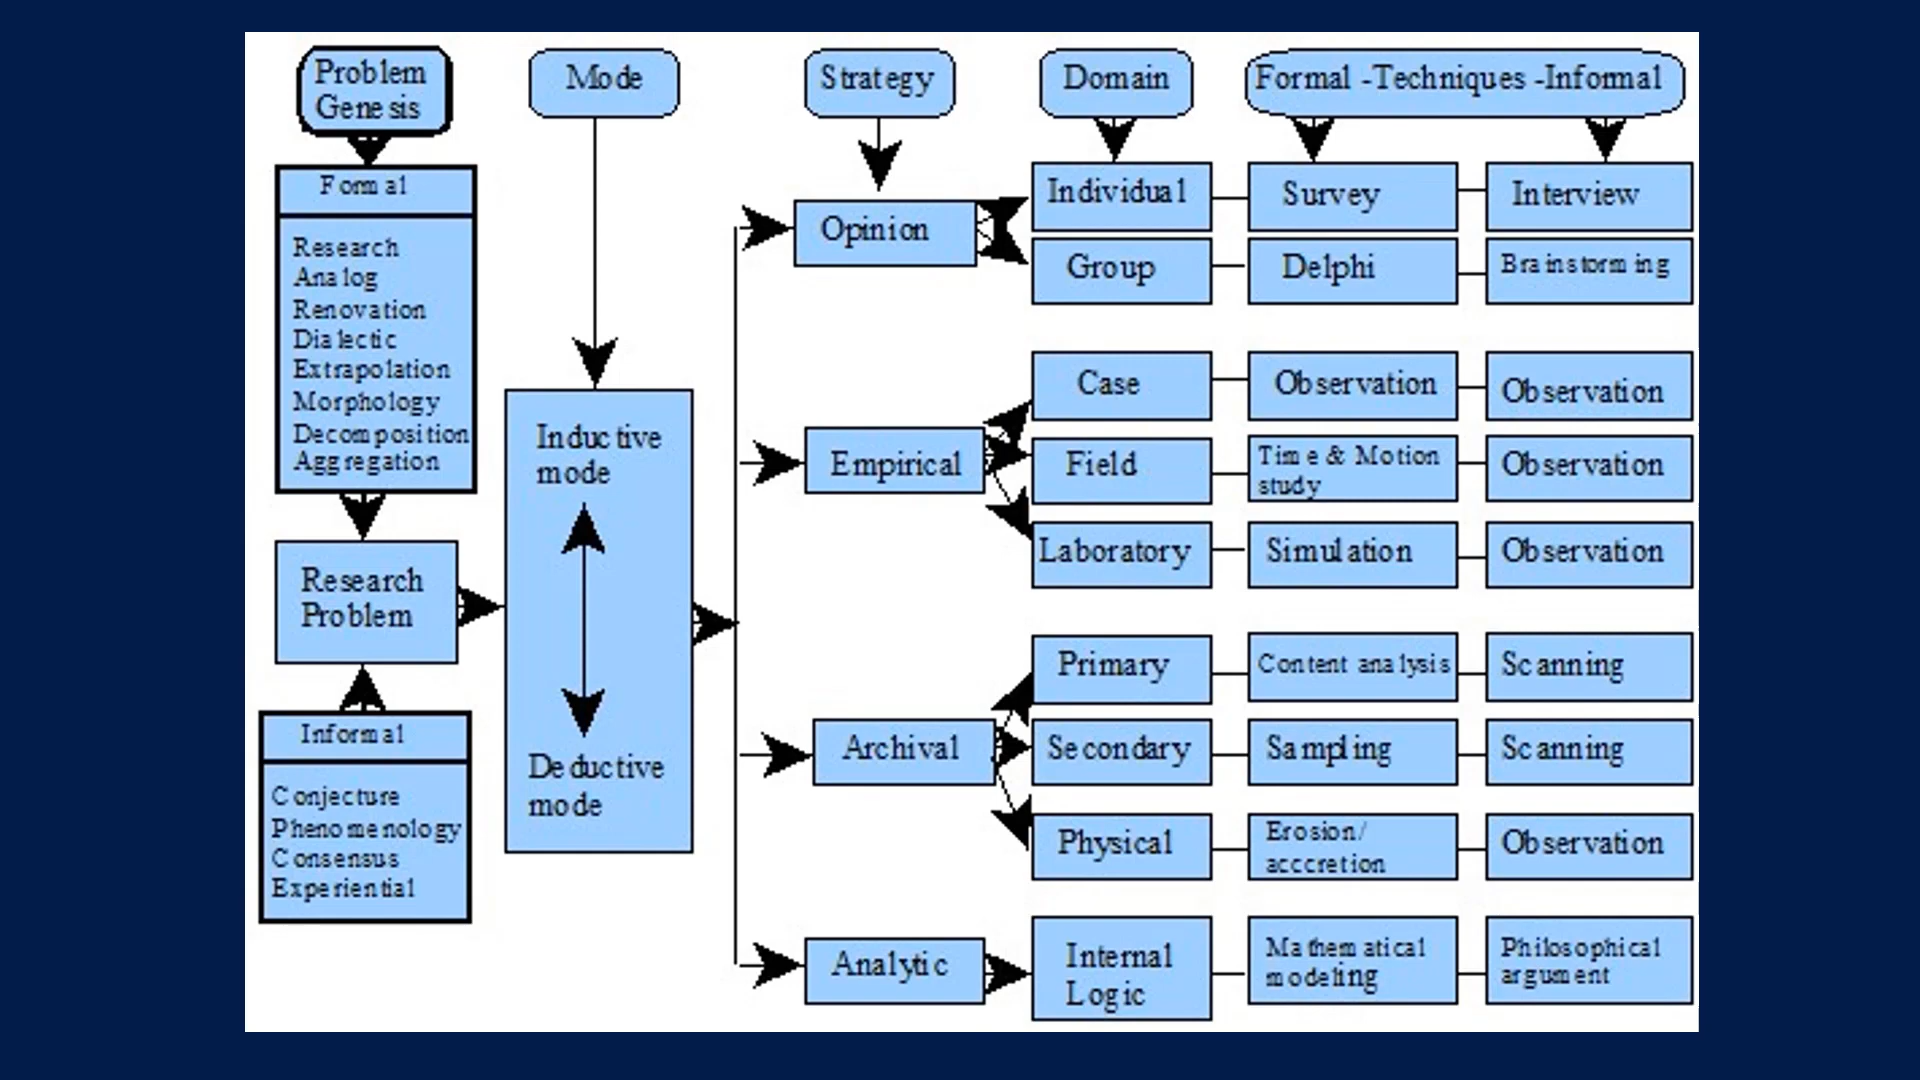 Problem
Genesis
Mode
Strategy
Domain
Formal -Techniques -Informal
Formal
Research
Analog
Renovation
Dialectic
Extrapolation
Morphology
Decomposition
Aggregation
Research
Problem
Informal
Conjecture
Phenomenology
Consensus
Experiential
Inductive
mode
Deductive
mode
Opinion
Individual
Survey
Interview
Group
Delphi
Brainstorming
Empirical
Case
Observation
Observation
Field
Time & Motion
study
Observation
Laboratory
Simulation
Observation
Archival
Primary
Content analysis
Scanning
Secondary
Sampling
Scanning
Physical
Erosion/
acccretion
Observation
Analytic
Internal
Logic
Mathematical
modeling
Philosophical
argument